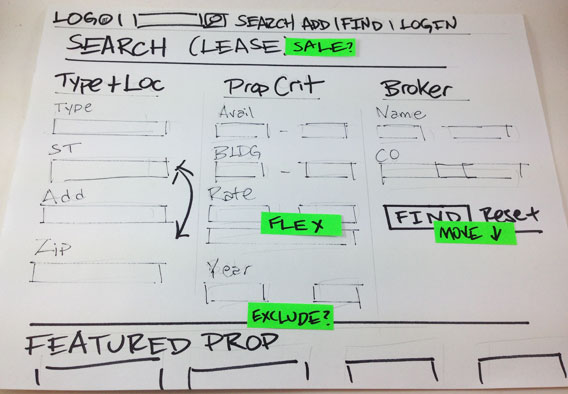 LOGO | SEARCH ADD | FIND | LOGIN
SEARCH (LEASE SALE?
Type + Loc
Type
ST
Add
Zip
Prop Crit
Avail
-
BLDG
-
Rate
FLEX
Year
EXCLUDE?
Broker
Name
-
CO
FIND Reset
MOVE ↓
FEATURED PROP